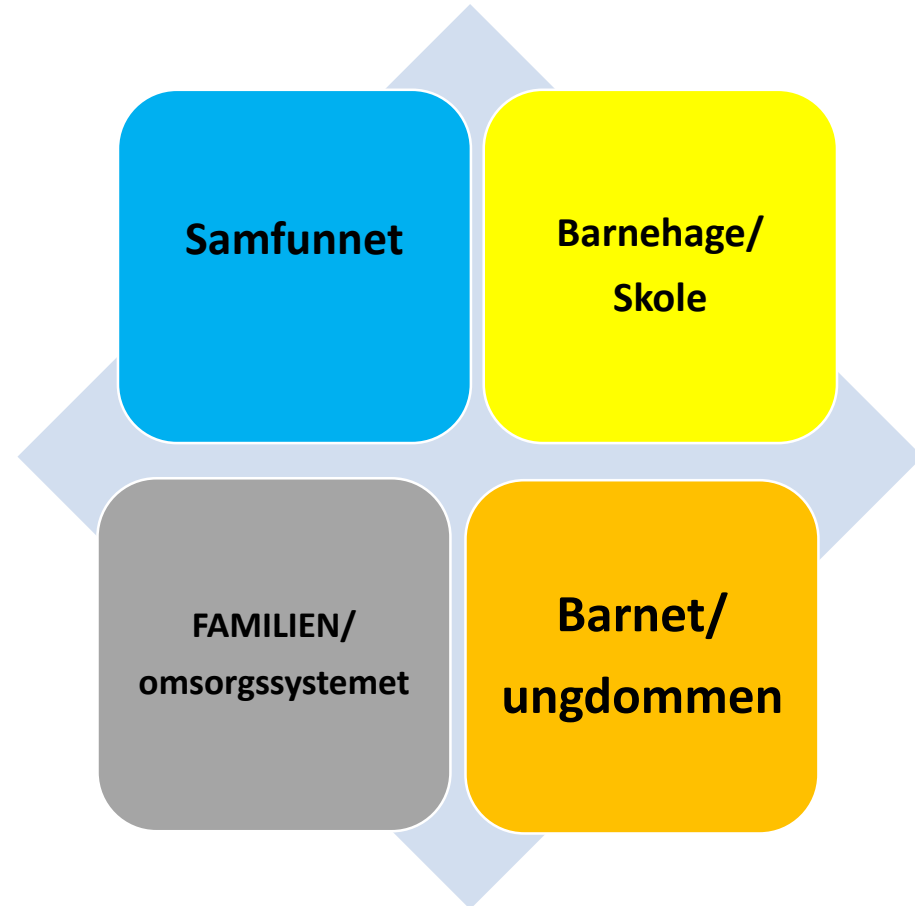 Samfunnet
Barnehage/
Skole
FAMILIEN/
omsorgssystemet
Barnet/
ungdommen